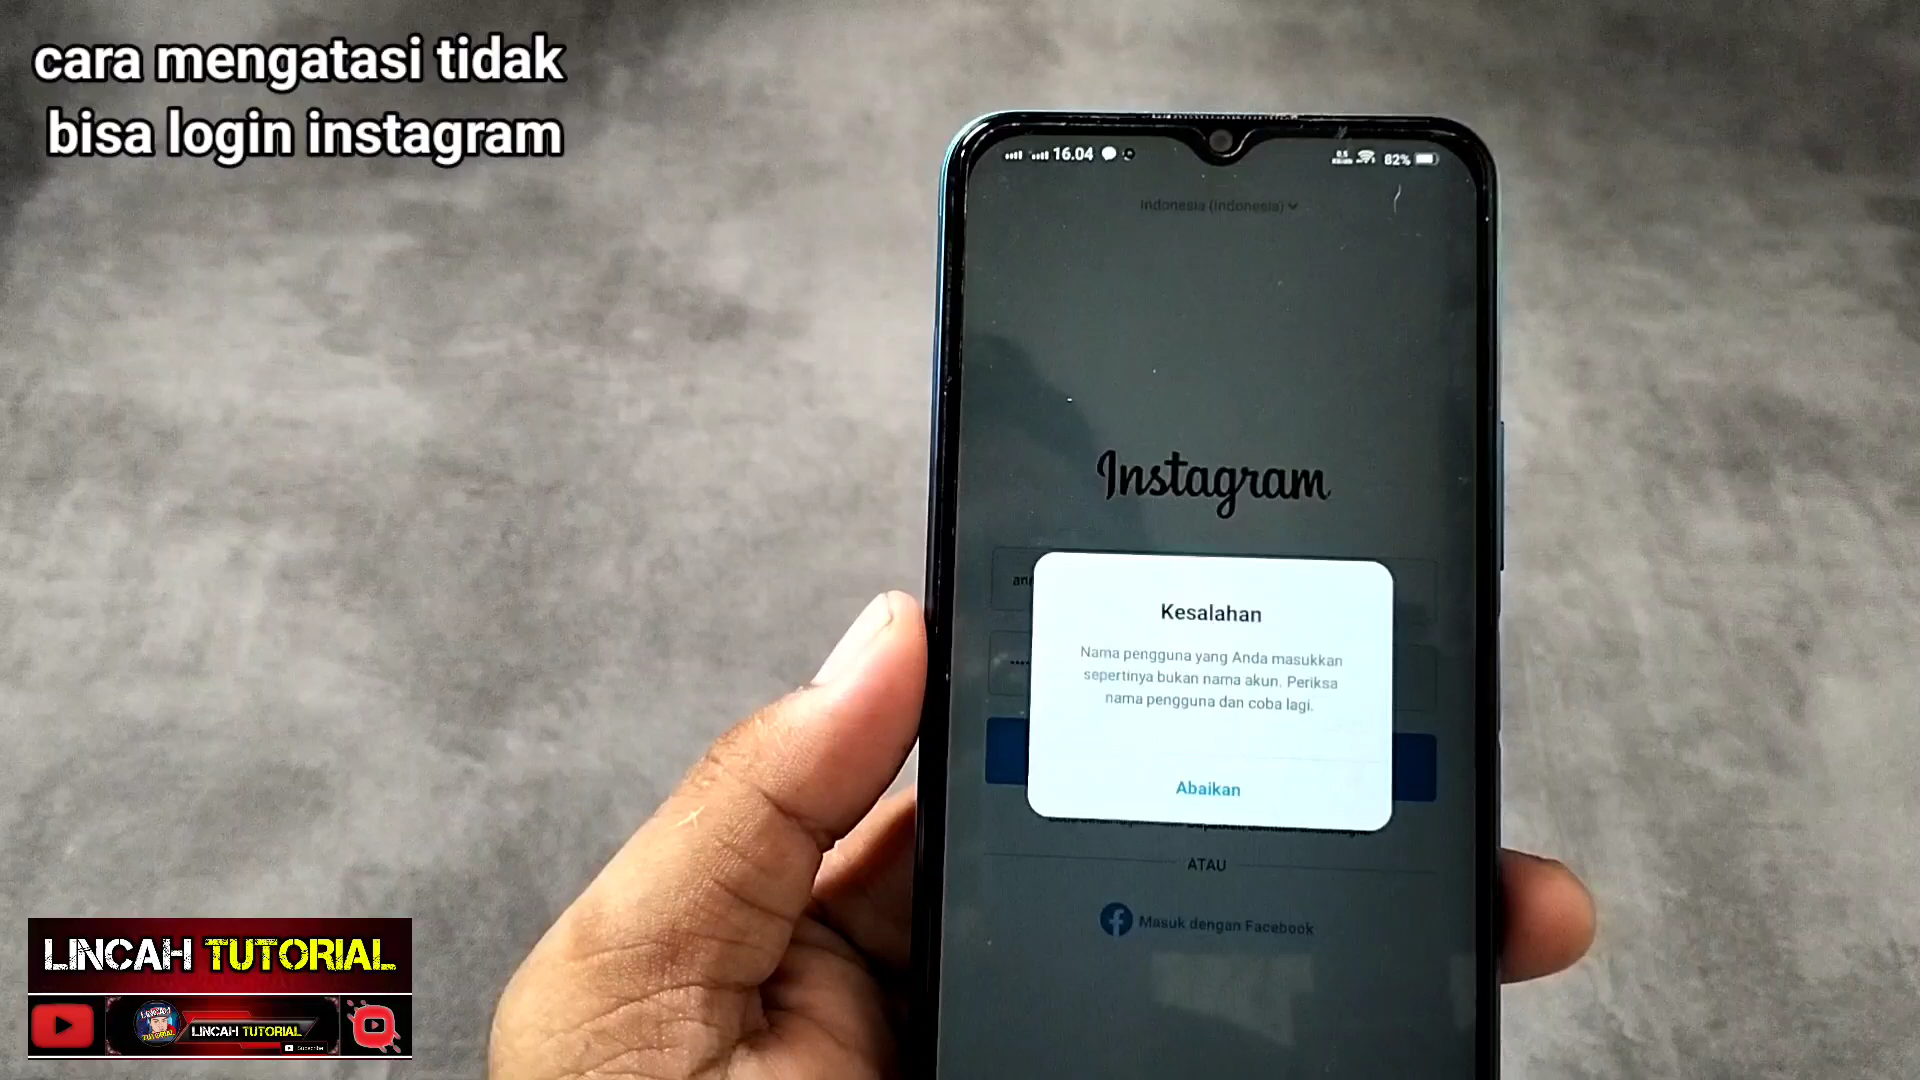 cara mengatasi tidak
bisa login instagram
16.04
82%
Indonesia (Indonesia)
Instagram
Kesalahan
Nama pengguna yang Anda masukkan
sepertinya bukan nama akun. Periksa
nama pengguna dan coba lagi.
Abaikan
ATAU
Masuk dengan Facebook
LINCAH TUTORIAL
LINCAH TUTORIAL
Subscribe